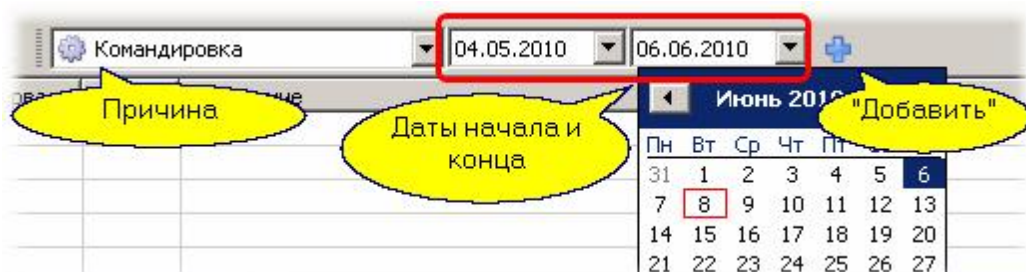 Командировка 04.05.2010 06.06.2010
Причина
Даты начала и
конца
"Добавить"
Июнь 201
Пн Вт Ср Чт Пт
31 1 2 3 4 5 6
7 8 9 10 11 12 13
14 15 16 17 18 19 20
21 22 23 24 25 26 27